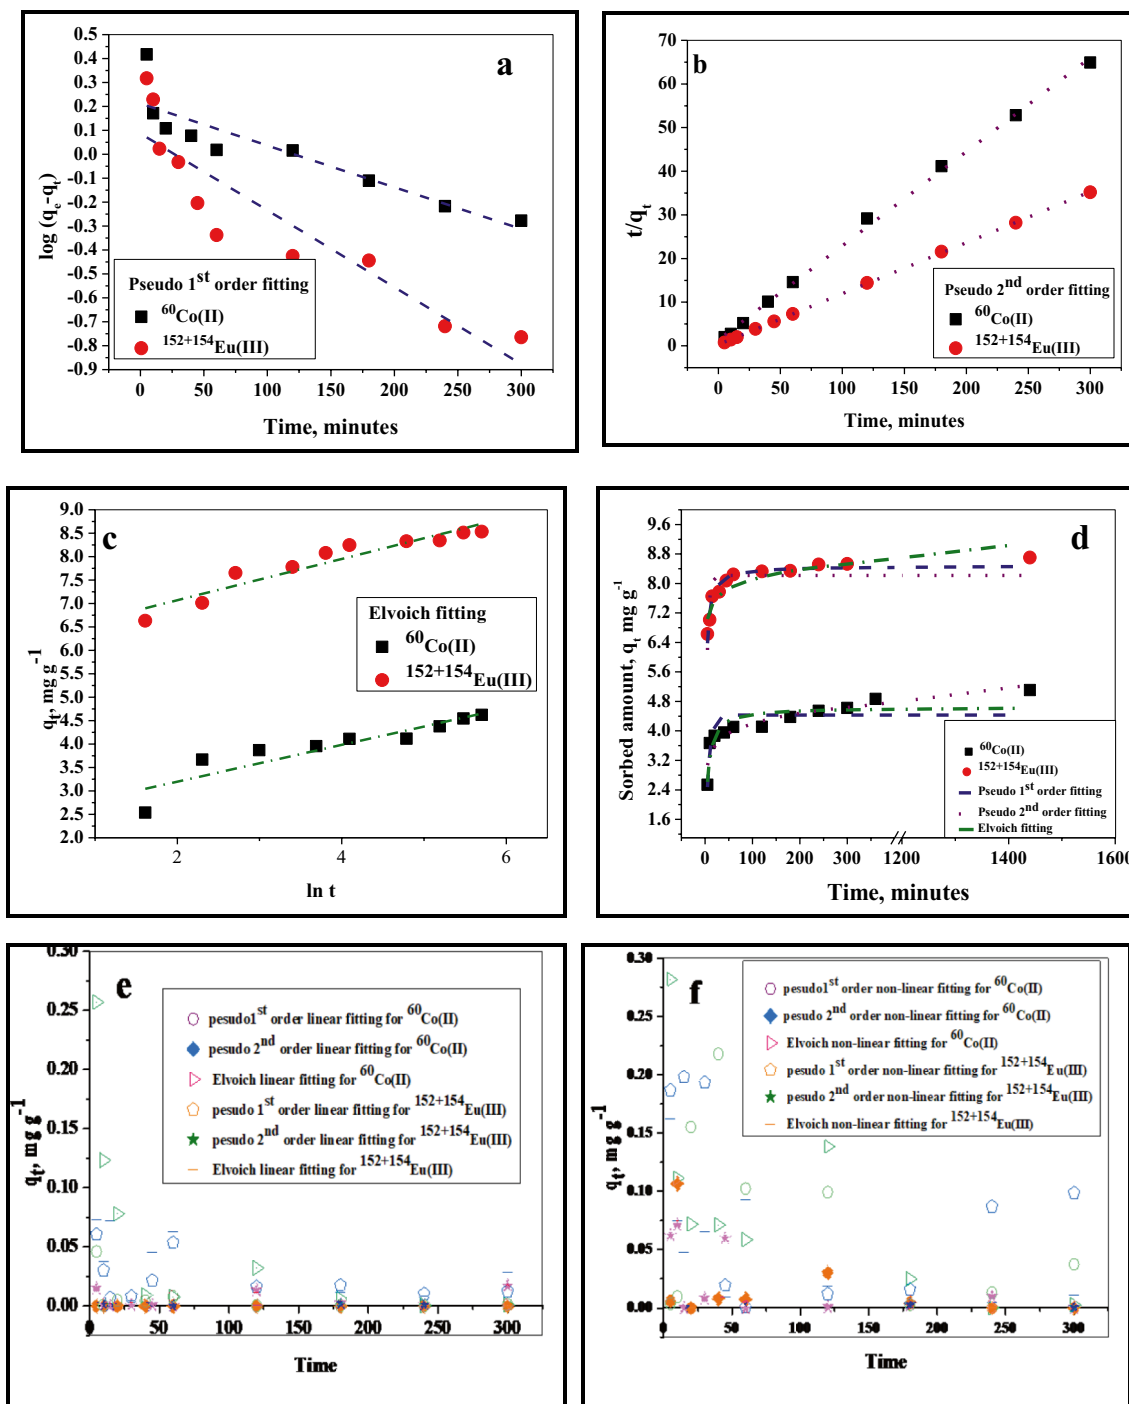 a
0.5
0.4
0.3
0.2
0.1
0.0
-0.1
-0.2
-0.3
-0.4
-0.5
-0.6
-0.7
-0.8
-0.9
log (qe-qt)
Pseudo 1st order fitting
60Co(II)
152+154Eu(III)
0 50 100 150 200 250 300
Time, minutes
b
70
60
50
40
30
20
10
0
t/qt
Pseudo 2nd order fitting
60Co(II)
152+154Eu(III)
0 50 100 150 200 250 300
Time, minutes
c
9.0
8.5
8.0
7.5
7.0
6.5
6.0
5.5
5.0
4.5
4.0
3.5
3.0
2.5
2.0
qt, mg g-1
Elvoich fitting
60Co(II)
152+154Eu(III)
2 4 6
ln t
d
9.6
8.8
8.0
7.2
6.4
5.6
4.8
4.0
3.2
2.4
1.6
Sorbed amount, qt mg g-1
60Co(II)
152+154Eu(III)
Pseudo 1st order fitting
Pseudo 2nd order fitting
Elvoich fitting
0 100 200 300 1200 1400 1600
Time, minutes
e
0.30
0.25
0.20
0.15
0.10
0.05
0.00
qt, mg g-1
pesudo1st order linear fitting for 60Co(II)
pesudo 2nd order linear fitting for 60Co(II)
Elvoich linear fitting for 60Co(II)
pesudo 1st order linear fitting for 152+154Eu(III)
pesudo 2nd order linear fitting for 152+154Eu(III)
Elvoich linear fitting for 152+154Eu(III)
0 50 100 150 200 250 300
Time
f
0.30
0.25
0.20
0.15
0.10
0.05
0.00
qt, mg g-1
pesudo1st order non-linear fitting for 60Co(II)
pesudo 2nd order non-linear fitting for 60Co(II)
Elvoich non-linear fitting for 60Co(II)
pesudo 1st order non-linear fitting for 152+154Eu(III)
pesudo 2nd order non-linear fitting for 152+154Eu(III)
Elvoich non-linear fitting for 152+154Eu(III)
0 50 100 150 200 250 300
Time